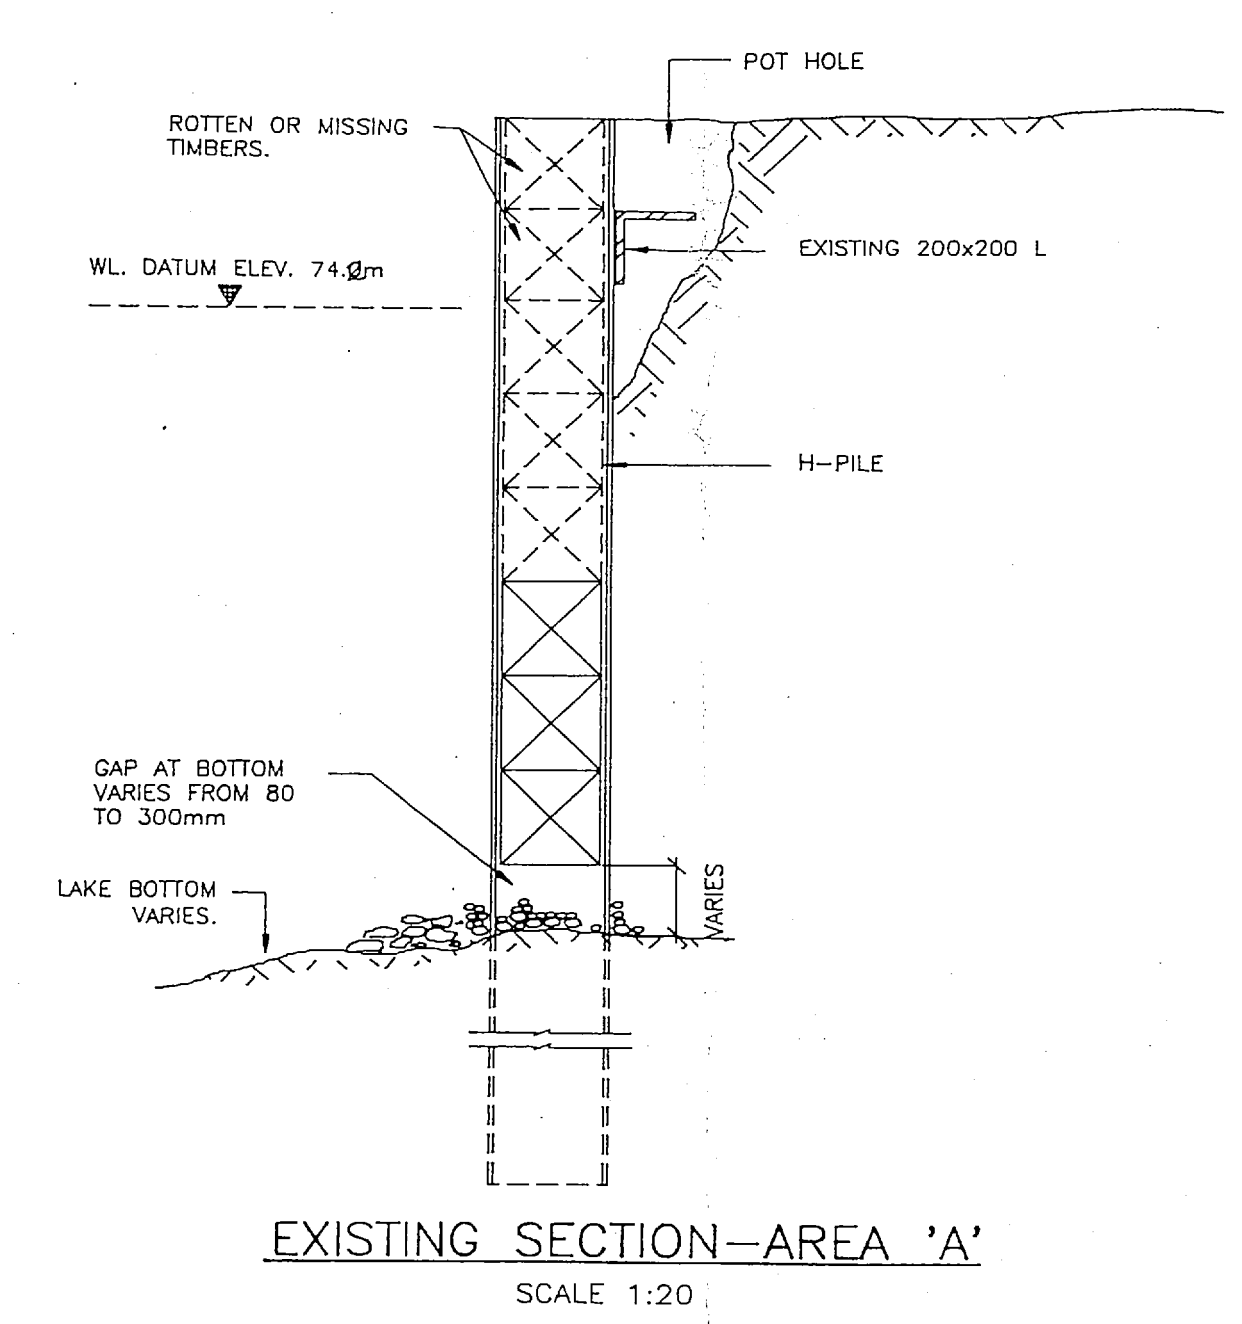 POT HOLE
ROTTEN OR MISSING
TIMBERS.
EXISTING 200x200 L
WL. DATUM ELEV. 74.0m
H-PILE
GAP AT BOTTOM
VARIES FROM 80
TO 300mm
VARIES
LAKE BOTTOM
VARIES.
EXISTING SECTION-AREA 'A'
SCALE 1:20